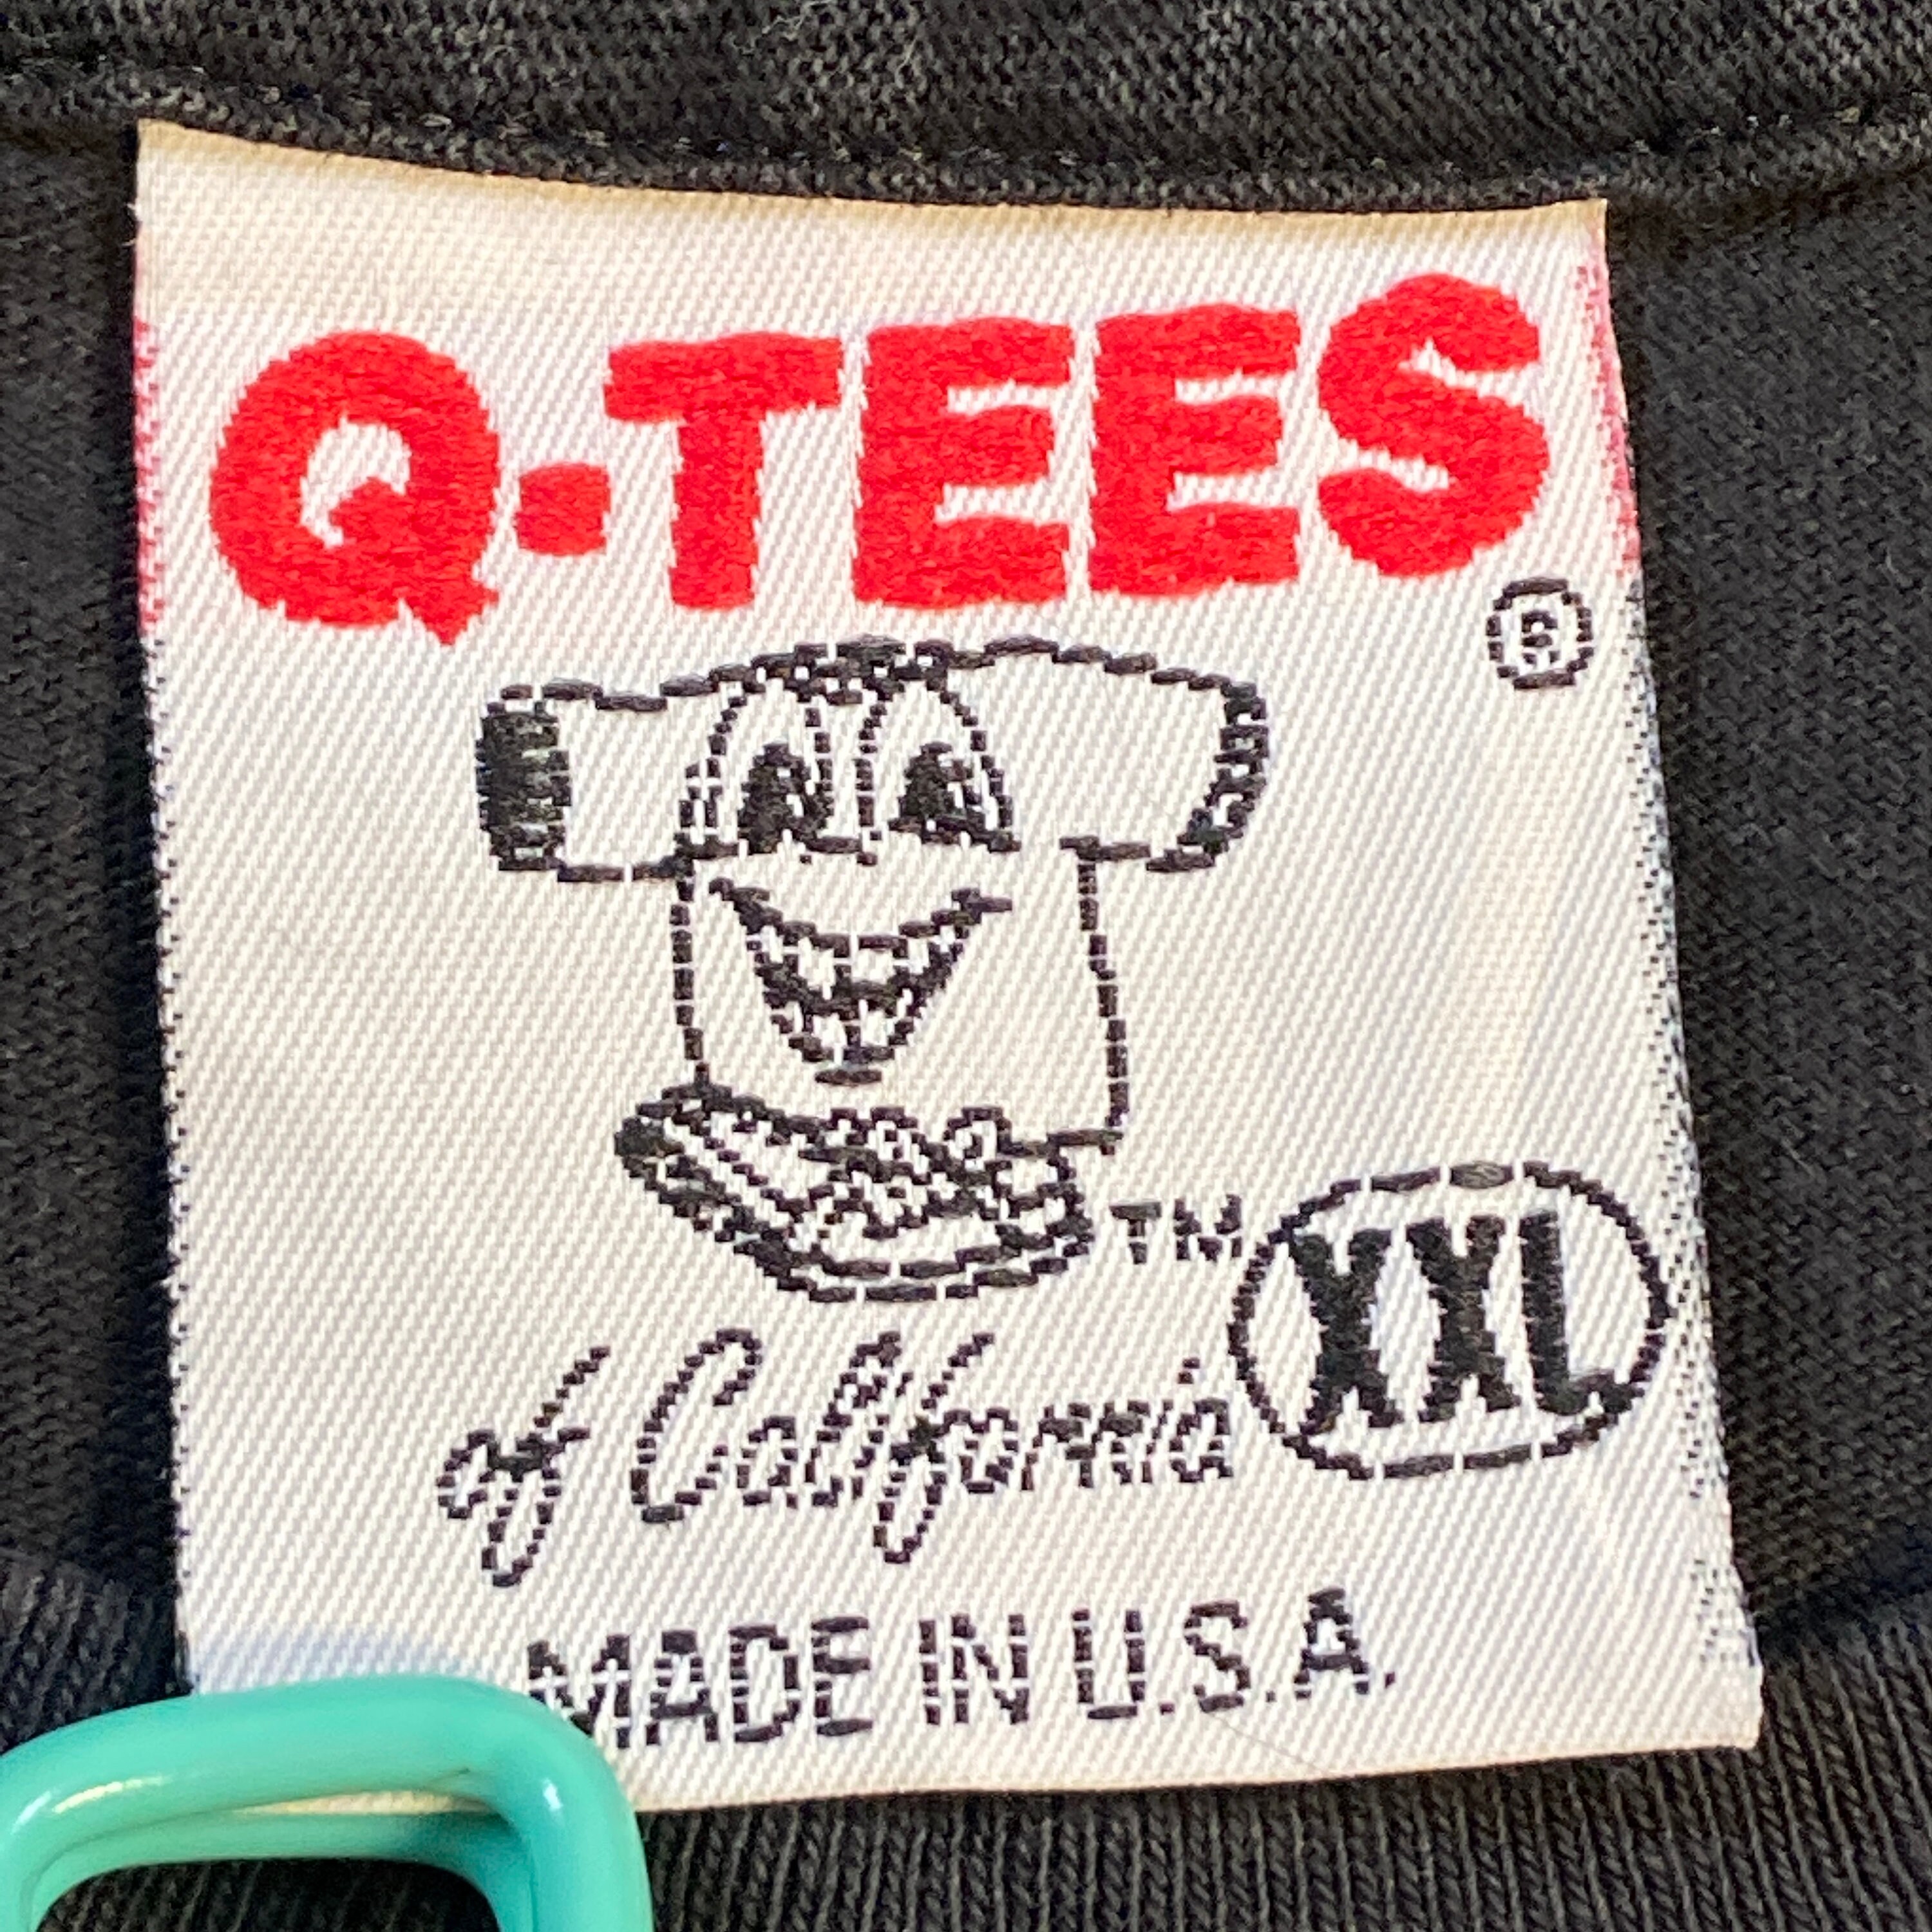 Q-TEES
®
TM
XXL
of California
MADE IN U.S.A.